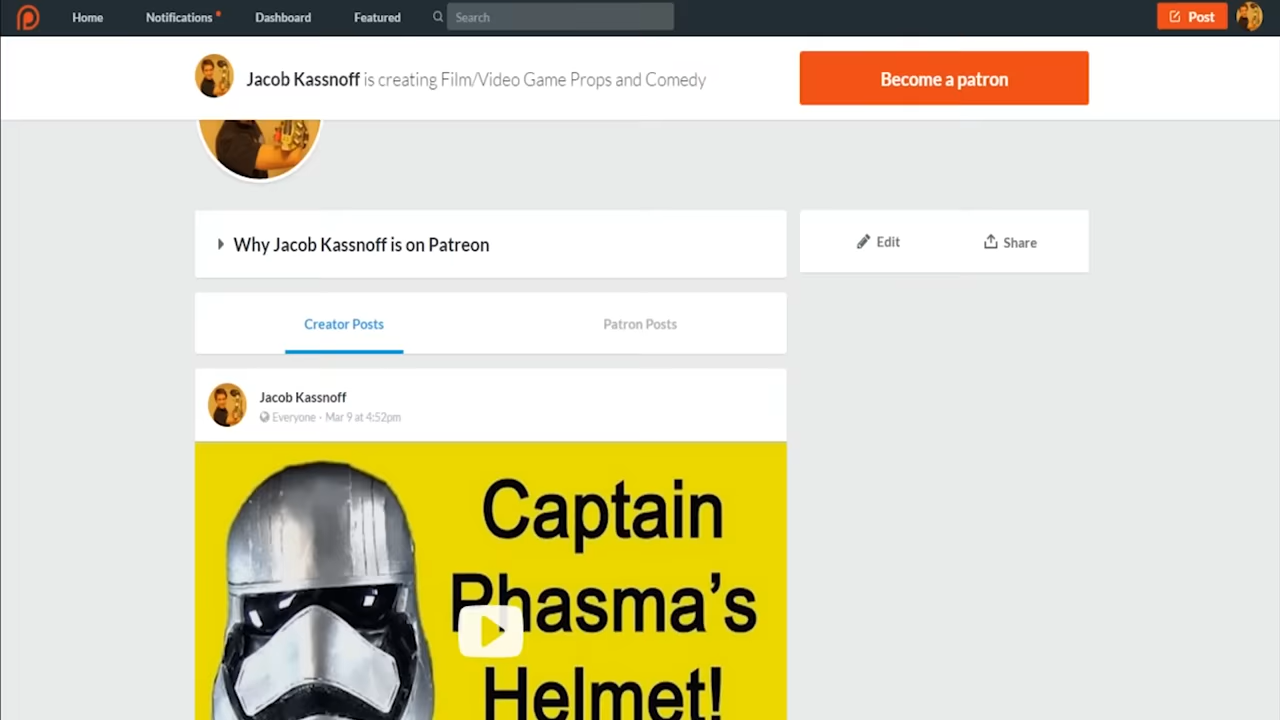 Home Notifications Dashboard Featured Search Post
Jacob Kassnoff is creating Film/Video Game Props and Comedy
Become a patron
Why Jacob Kassnoff is on Patreon
Edit Share
Creator Posts Patron Posts
Jacob Kassnoff
Everyone · Mar 9 at 4:52pm
Captain
Phasma's
Helmet!